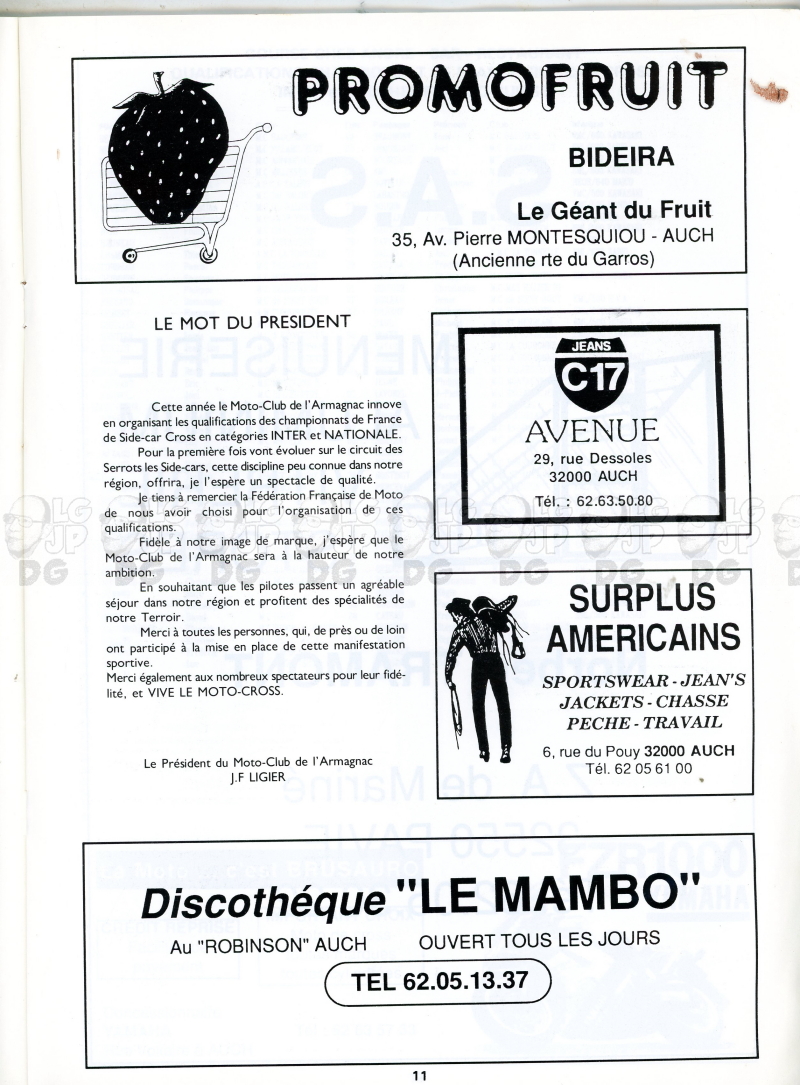 PROMOFRUIT
BIDEIRA
Le Géant du Fruit
35, Av. Pierre MONTESQUIOU - AUCH
(Ancienne rte du Garros)
LE MOT DU PRESIDENT
Cette année le Moto-Club de l'Armagnac innove
en organisant les qualifications des championnats de France
de Side-car Cross en catégories INTER et NATIONALE.
Pour la première fois vont évoluer sur le circuit des
Serrots les Side-cars, cette discipline peu connue dans notre
région, offrira, je l'espère un spectacle de qualité.
Je tiens à remercier la Fédération Française de Moto
de nous avoir choisi pour l'organisation de ces
qualifications.
Fidèle à notre image de marque, j'espère que le
Moto-Club de l'Armagnac sera à la hauteur de notre
ambition.
En souhaitant que les pilotes passent un agréable
séjour dans notre région et profitent des spécialités de
notre Terroir.
Merci à toutes les personnes, qui, de près ou de loin
ont participé à la mise en place de cette manifestation
sportive.
Merci également aux nombreux spectateurs pour leur fidé-
lité, et VIVE LE MOTO-CROSS.
Le Président du Moto-Club de l'Armagnac
J.F LIGIER
JEANS
C17
AVENUE
29, rue Dessoles
32000 AUCH
Tél. : 62.63.50.80
SURPLUS
AMERICAINS
SPORTSWEAR - JEAN'S
JACKETS - CHASSE
PECHE - TRAVAIL
6, rue du Pouy 32000 AUCH
Tél. 62 05 61 00
Discothéque "LE MAMBO"
Au "ROBINSON" AUCH OUVERT TOUS LES JOURS
TEL 62.05.13.37
11
LG JP DG